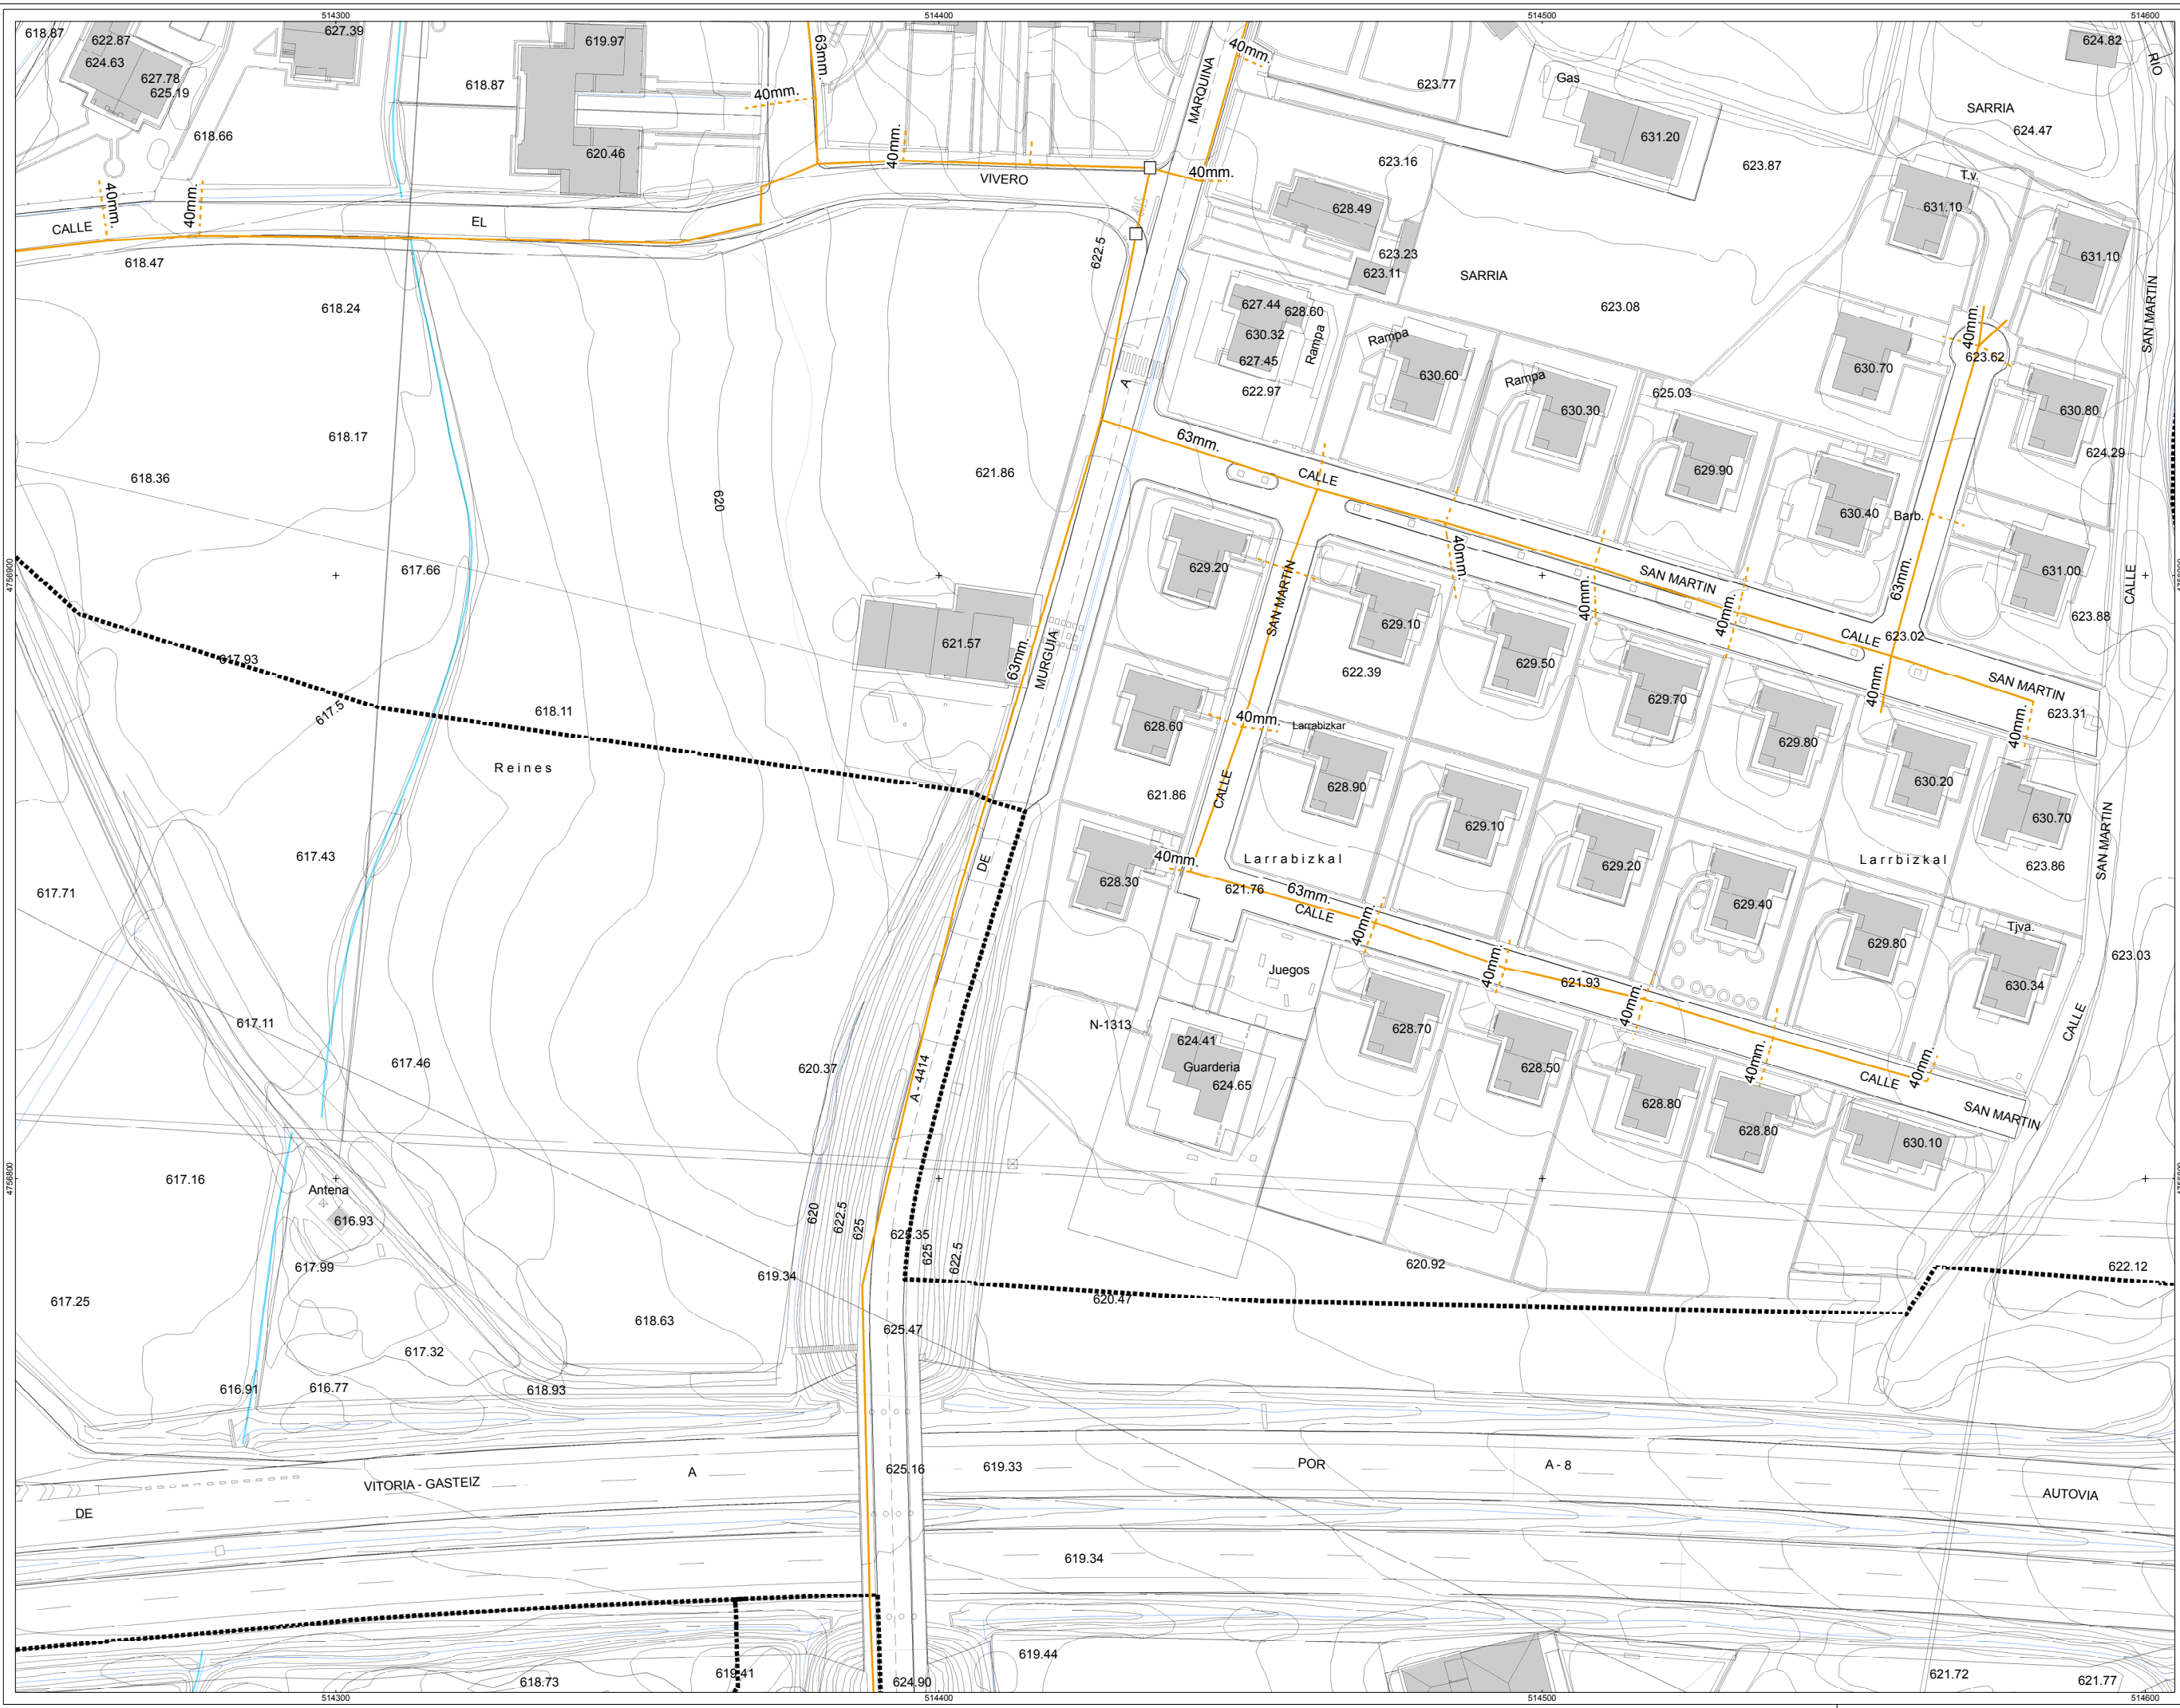 514300
514400
514500
514600
618.87
622.87
624.63
627.78
625.19
627.39
618.87
619.97
63mm.
40mm.
MARQUINA
40mm.
623.77
Gas
631.20
624.82
RIO
SARRIA
624.47
618.66
620.46
40mm.
VIVERO
40mm.
623.16
623.87
T.v.
631.10
40mm.
40mm.
CALLE
EL
618.47
622.5
628.49
623.23
623.11
SARRIA
631.10
618.24
627.44
628.60
630.32
627.45
Rampa
Rampa
623.08
40mm.
SAN MARTIN
623.62
630.70
618.17
A
622.97
630.60
Rampa
630.30
625.03
630.80
618.36
620
621.86
63mm.
CALLE
629.90
624.29
630.40
Barb.
4756900
617.66
629.20
SAN MARTIN
40mm.
SAN MARTIN
40mm.
40mm.
63mm.
631.00
CALLE
4756900
617.93
621.57
63mm.
MURGUIA
629.10
629.50
622.39
629.70
CALLE
623.02
623.88
40mm.
SAN MARTIN
623.31
617.5
618.11
628.60
40mm.
Larrabizkar
629.80
40mm.
Reines
621.86
CALLE
628.90
629.10
630.20
630.70
617.43
DE
40mm.
628.30
Larrabizkal
629.20
Larrbizkal
623.86
SAN MARTIN
617.71
621.76
63mm.
CALLE
40mm.
629.40
629.80
Tjva.
623.03
Juegos
40mm.
621.93
40mm.
630.34
617.11
617.46
620.37
A - 4414
N-1313
624.41
Guarderia
624.65
628.70
628.50
628.80
40mm.
CALLE
40mm.
CALLE
SAN MARTIN
628.80
630.10
4756800
617.16
Antena
616.93
617.99
620
622.5
625
625.35
625
622.5
4756800
617.25
619.34
620.47
620.92
622.12
618.63
625.47
617.32
616.91
616.77
618.93
VITORIA - GASTEIZ
A
625.16
619.33
POR
A - 8
AUTOVIA
DE
619.34
618.73
619.41
624.90
619.44
621.72
621.77
514300
514400
514500
514600